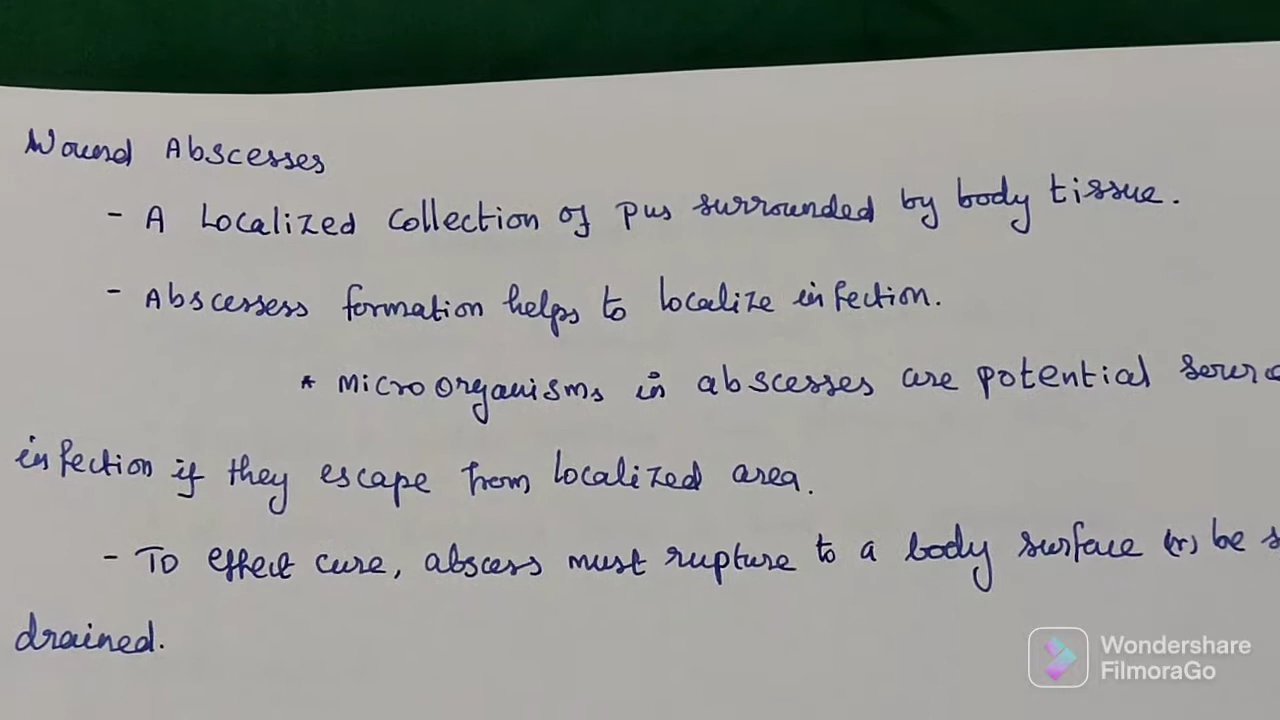 Wound Abscesses
- A Localized collection of pus surrounded by body tissue.
- Abscessess formation helps to localize infection.
* Microorganisms in abscesses are potential
infection if they escape from localized area.
- To effect cure, abscess must rupture to a body surface (r) be
drained.
Wondershare
FilmoraGo